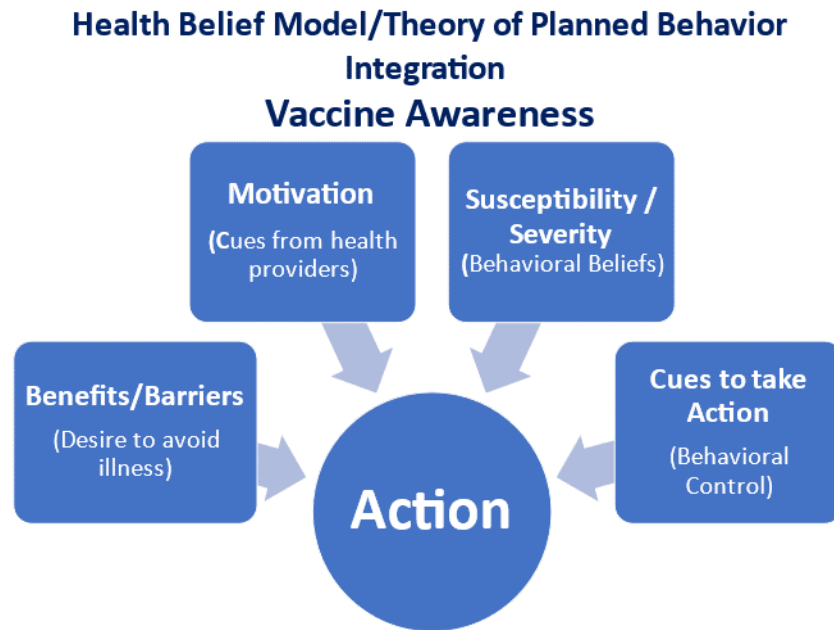 Health Belief Model/Theory of Planned Behavior
Integration
Vaccine Awareness
Motivation
(Cues from health
providers)
Susceptibility /
Severity
(Behavioral Beliefs)
Benefits/Barriers
(Desire to avoid
illness)
Cues to take
Action
(Behavioral
Control)
Action